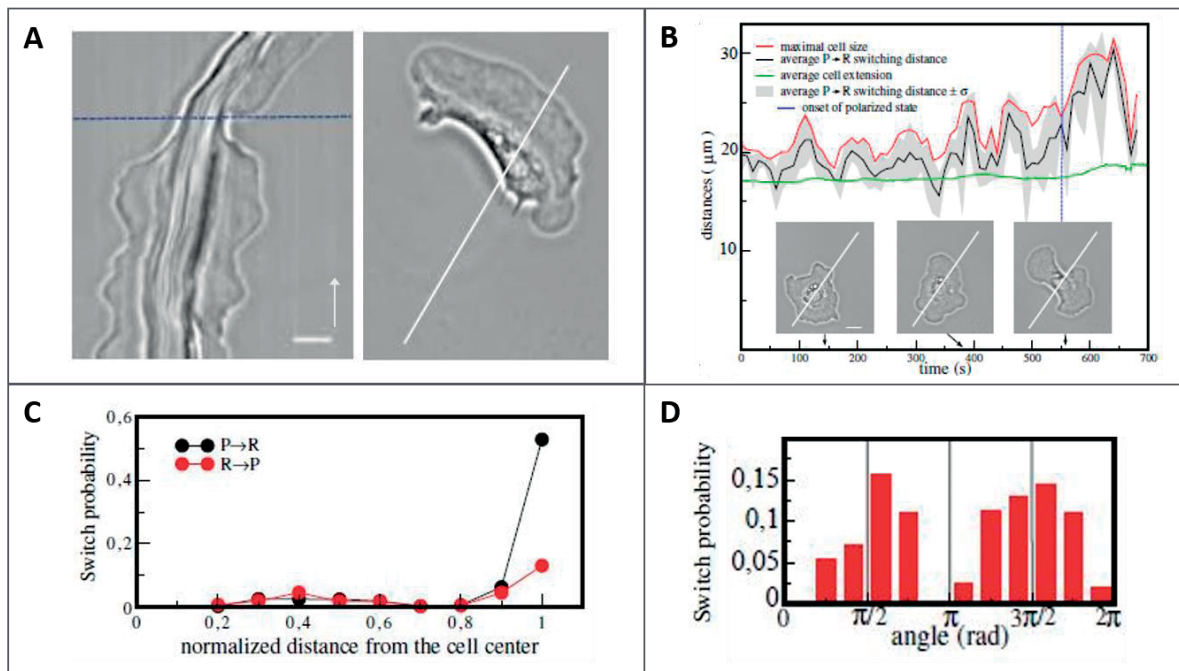 A
B
maximal cell size
average P→R switching distance
average cell extension
average P→R switching distance ± σ
onset of polarized state
distances (μm)
30
20
10
0
100
200
300
400
500
600
700
time (s)
C
Switch probability
0,6
0,4
0,2
0
P→R
R→P
0
0,2
0,4
0,6
0,8
1
normalized distance from the cell center
D
Switch probability
0,15
0,1
0,05
0
0
π/2
π
3π/2
2π
angle (rad)